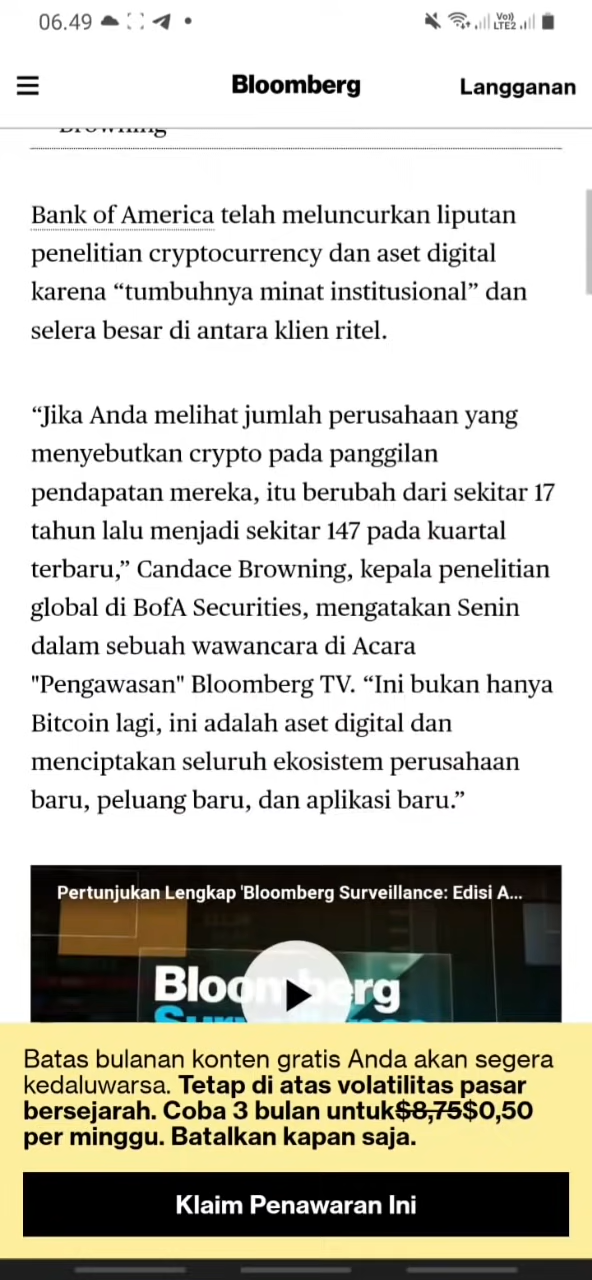 06.49
Vo))
LTE2
Bloomberg
Langganan
Browning
Bank of America telah meluncurkan liputan
penelitian cryptocurrency dan aset digital
karena “tumbuhnya minat institusional” dan
selera besar di antara klien ritel.
“Jika Anda melihat jumlah perusahaan yang
menyebutkan crypto pada panggilan
pendapatan mereka, itu berubah dari sekitar 17
tahun lalu menjadi sekitar 147 pada kuartal
terbaru,” Candace Browning, kepala penelitian
global di BofA Securities, mengatakan Senin
dalam sebuah wawancara di Acara
"Pengawasan" Bloomberg TV. “Ini bukan hanya
Bitcoin lagi, ini adalah aset digital dan
menciptakan seluruh ekosistem perusahaan
baru, peluang baru, dan aplikasi baru.”
Pertunjukan Lengkap 'Bloomberg Surveillance: Edisi A...
Bloomberg
Surveillance
Batas bulanan konten gratis Anda akan segera
kedaluwarsa. Tetap di atas volatilitas pasar
bersejarah. Coba 3 bulan untuk$8,75$0,50
per minggu. Batalkan kapan saja.
Klaim Penawaran Ini